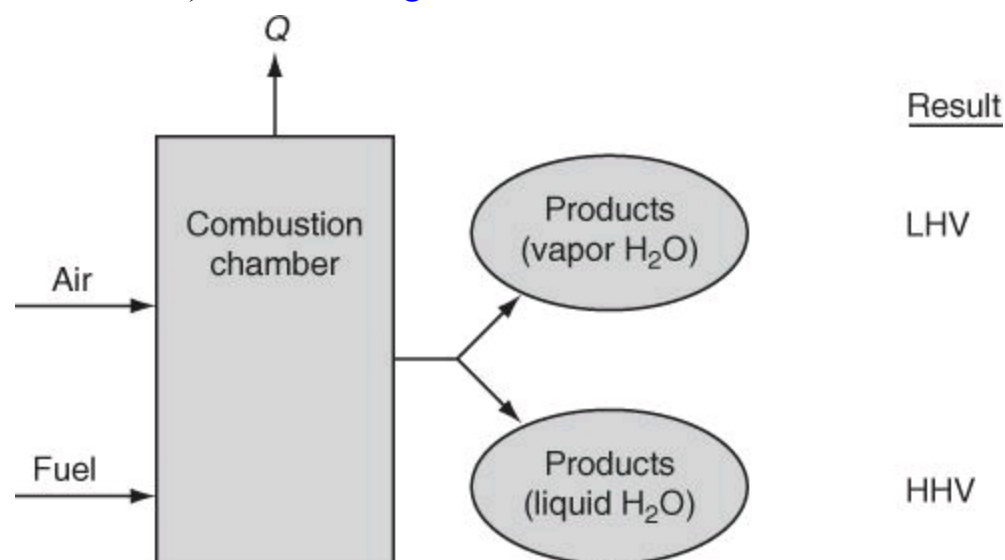 Q
Result
Combustion
chamber
Products
(vapor H₂O)
LHV
Air
Fuel
Products
(liquid H₂O)
HHV